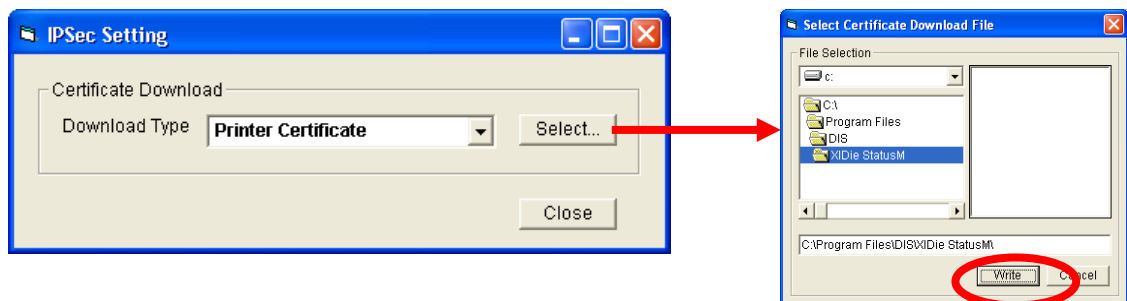 IPSec Setting
Certificate Download
Download Type
Printer Certificate
Select...
Close
Select Certificate Download File
File Selection
c:
C:\
Program Files
DIS
XIDie StatusM
C:\Program Files\DIS\XIDie StatusM\
Write
Cancel